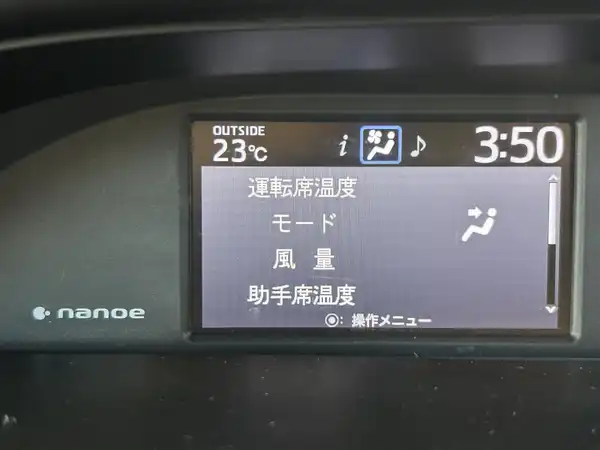 OUTSIDE
23℃
3:50
運転席温度
モード
風量
助手席温度
◉: 操作メニュー
nanoe